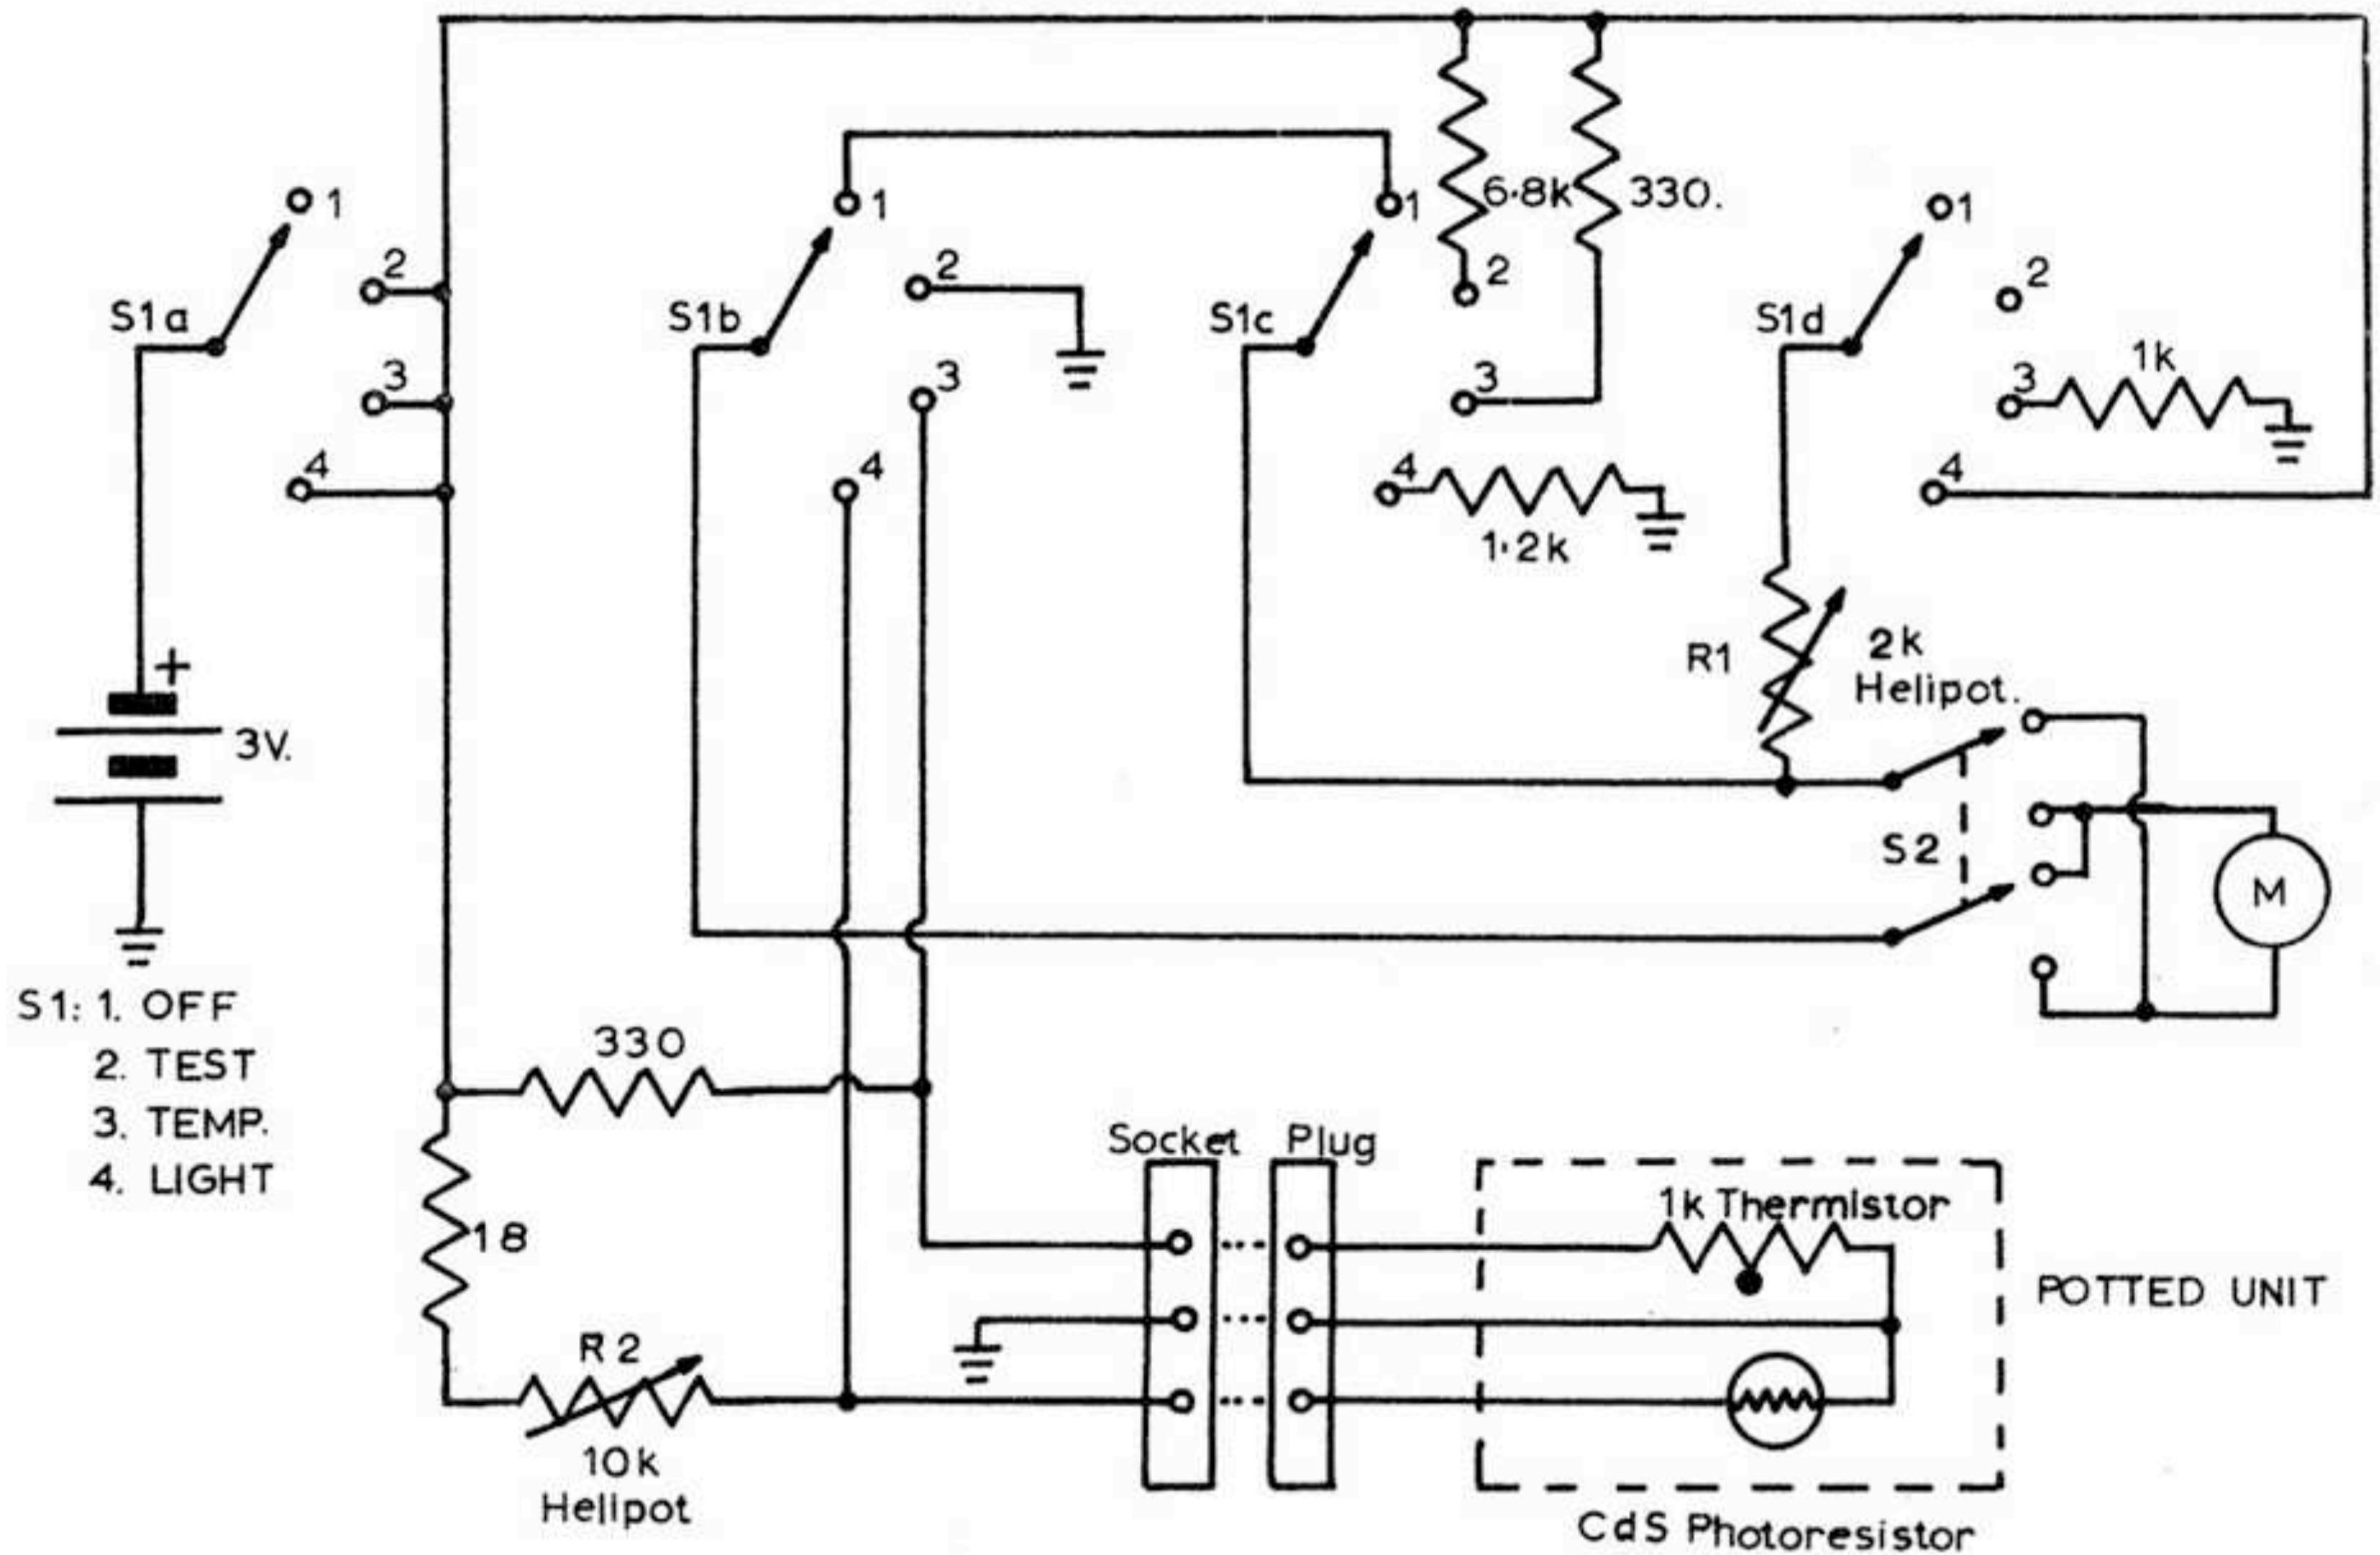 S1a
1
2
3
4
S1b
1
2
3
4
S1c
1
2
3
4
6·8k
330.
1·2k
S1d
1
2
3
4
1k
+
3V.
R1
2k
Helipot.
S2
M
S1: 1. OFF
2. TEST
3. TEMP.
4. LIGHT
330
18
R2
10k
Helipot
Socket
Plug
1k Thermistor
POTTED UNIT
CdS Photoresistor